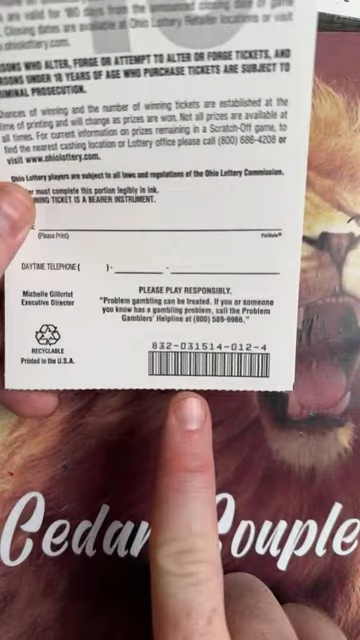 are valid for 180 days from the announced closing date of game
Closing dates are available at Ohio Lottery Retailer locations or visit
ohiolottery.com.
SONS WHO ALTER, FORGE OR ATTEMPT TO ALTER OR FORGE TICKETS, AND
SONS UNDER 18 YEARS OF AGE WHO PURCHASE TICKETS ARE SUBJECT TO
MINAL PROSECUTION.
hances of winning and the number of winning tickets are established at the
ime of printing and will change as prizes are won. Not all prizes are available at
all times. For current information on prizes remaining in a Scratch-Off game, to
find the nearest cashing location or Lottery office please call (800) 686-4208 or
visit www.ohiolottery.com.
Ohio Lottery players are subject to all laws and regulations of the Ohio Lottery Commission.
er must complete this portion legibly in ink.
NING TICKET IS A BEARER INSTRUMENT.
(Please Print)
PaliSafe®
DAYTIME TELEPHONE ( ) - -
Michelle Gillcrist
Executive Director
PLEASE PLAY RESPONSIBLY.
"Problem gambling can be treated. If you or someone
you know has a gambling problem, call the Problem
Gamblers' Helpline at (800) 589-9966."
RECYCLABLE
Printed in the U.S.A.
832-031514-012-4
Cedar Couple